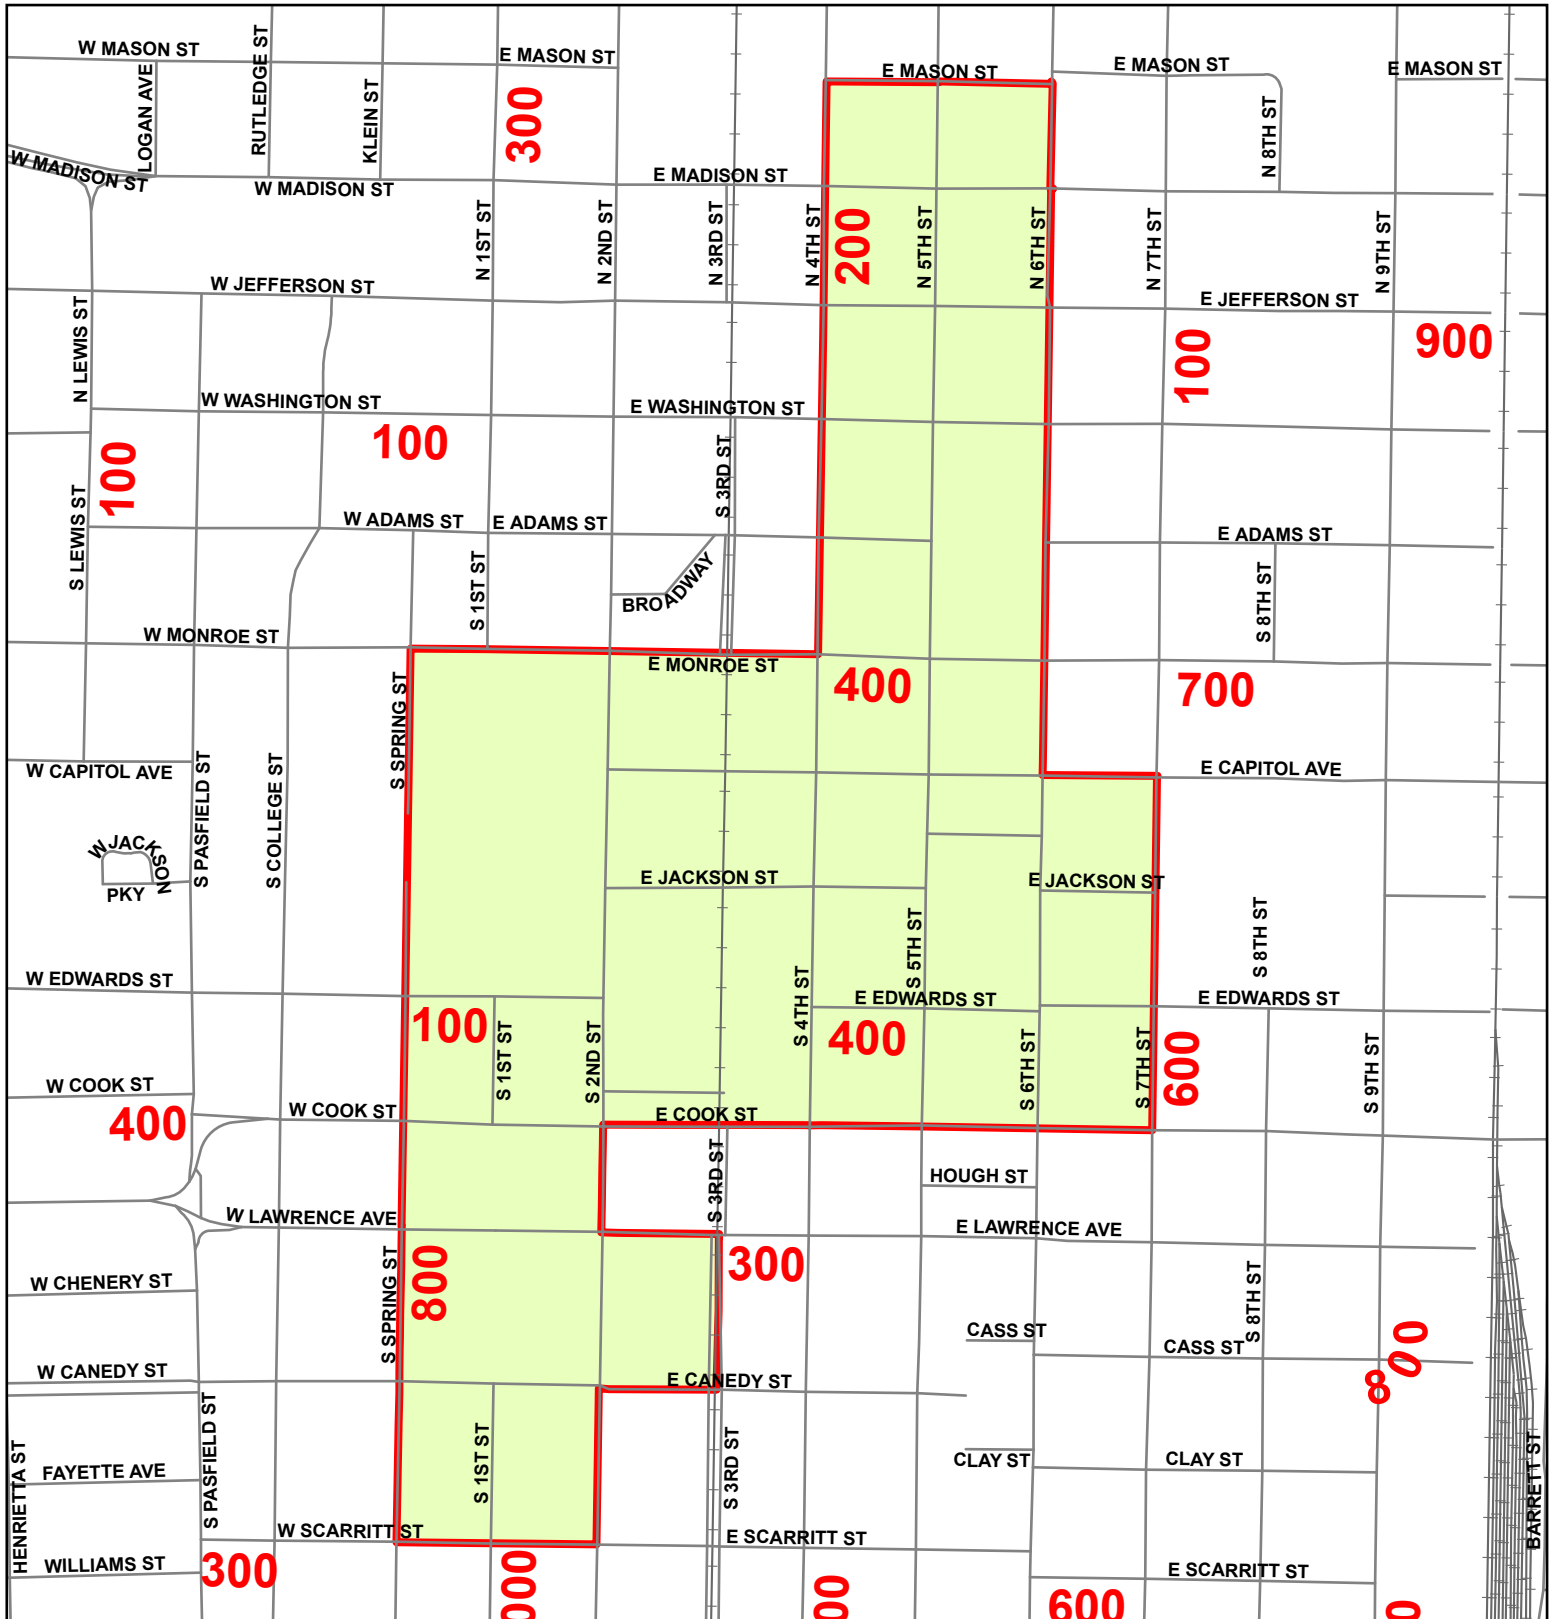 W MASON ST
E MASON ST
E MASON ST
E MASON ST
E MASON ST
LOGAN AVE
RUTLEDGE ST
KLEIN ST
300
N 8TH ST
W MADISON ST
W MADISON ST
E MADISON ST
N 1ST ST
N 2ND ST
N 3RD ST
N 4TH ST
200
N 5TH ST
N 6TH ST
N 7TH ST
N 9TH ST
W JEFFERSON ST
E JEFFERSON ST
N LEWIS ST
100
900
W WASHINGTON ST
E WASHINGTON ST
100
100
S LEWIS ST
S 3RD ST
W ADAMS ST
E ADAMS ST
E ADAMS ST
S 1ST ST
BROADWAY
S 8TH ST
W MONROE ST
E MONROE ST
400
700
S SPRING ST
W CAPITOL AVE
S PASFIELD ST
S COLLEGE ST
E CAPITOL AVE
W JACKSON
PKY
E JACKSON ST
E JACKSON ST
S 5TH ST
S 8TH ST
W EDWARDS ST
S 4TH ST
E EDWARDS ST
E EDWARDS ST
100
400
S 1ST ST
S 2ND ST
S 6TH ST
S 7TH ST
600
S 9TH ST
W COOK ST
W COOK ST
E COOK ST
400
S 3RD ST
HOUGH ST
W LAWRENCE AVE
E LAWRENCE AVE
S SPRING ST
800
300
S 8TH ST
W CHENERY ST
CASS ST
CASS ST
800
W CANEDY ST
E CANEDY ST
HENRIETTA ST
S PASFIELD ST
S 1ST ST
S 3RD ST
CLAY ST
CLAY ST
BARRETT ST
FAYETTE AVE
W SCARRITT ST
E SCARRITT ST
WILLIAMS ST
300
E SCARRITT ST
000
00
600
0